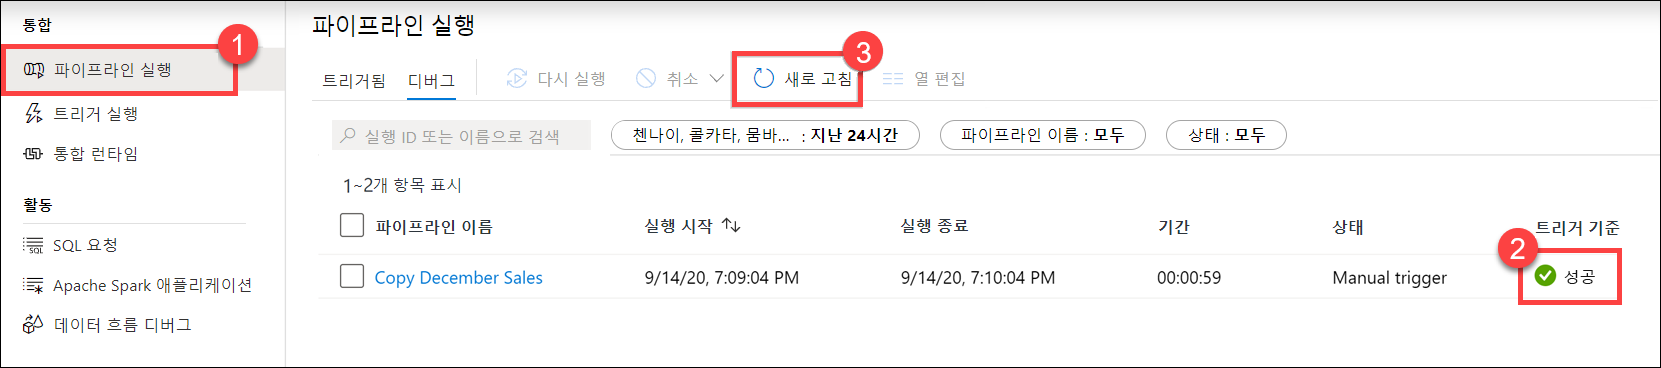 통합
1
파이프라인 실행
트리거 실행
통합 런타임
활동
SQL 요청
Apache Spark 애플리케이션
데이터 흐름 디버그
파이프라인 실행
3
트리거됨 디버그 다시 실행 취소 새로 고침 열 편집
실행 ID 또는 이름으로 검색 첸나이, 콜카타, 뭄바... : 지난 24시간 파이프라인 이름 : 모두 상태 : 모두
1~2개 항목 표시
파이프라인 이름 실행 시작 실행 종료 기간 상태 트리거 기준
2
Copy December Sales 9/14/20, 7:09:04 PM 9/14/20, 7:10:04 PM 00:00:59 Manual trigger 성공